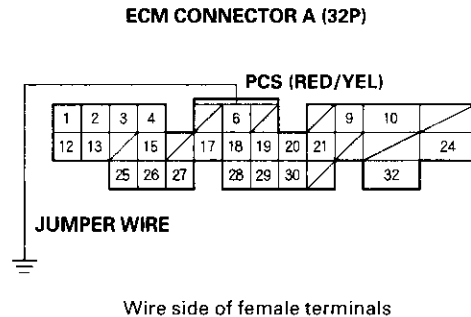 ECM CONNECTOR A (32P)
PCS (RED/YEL)
1 2 3 4 6 9 10
12 13 15 17 18 19 20 21 24
25 26 27 28 29 30 32
JUMPER WIRE
Wire side of female terminals